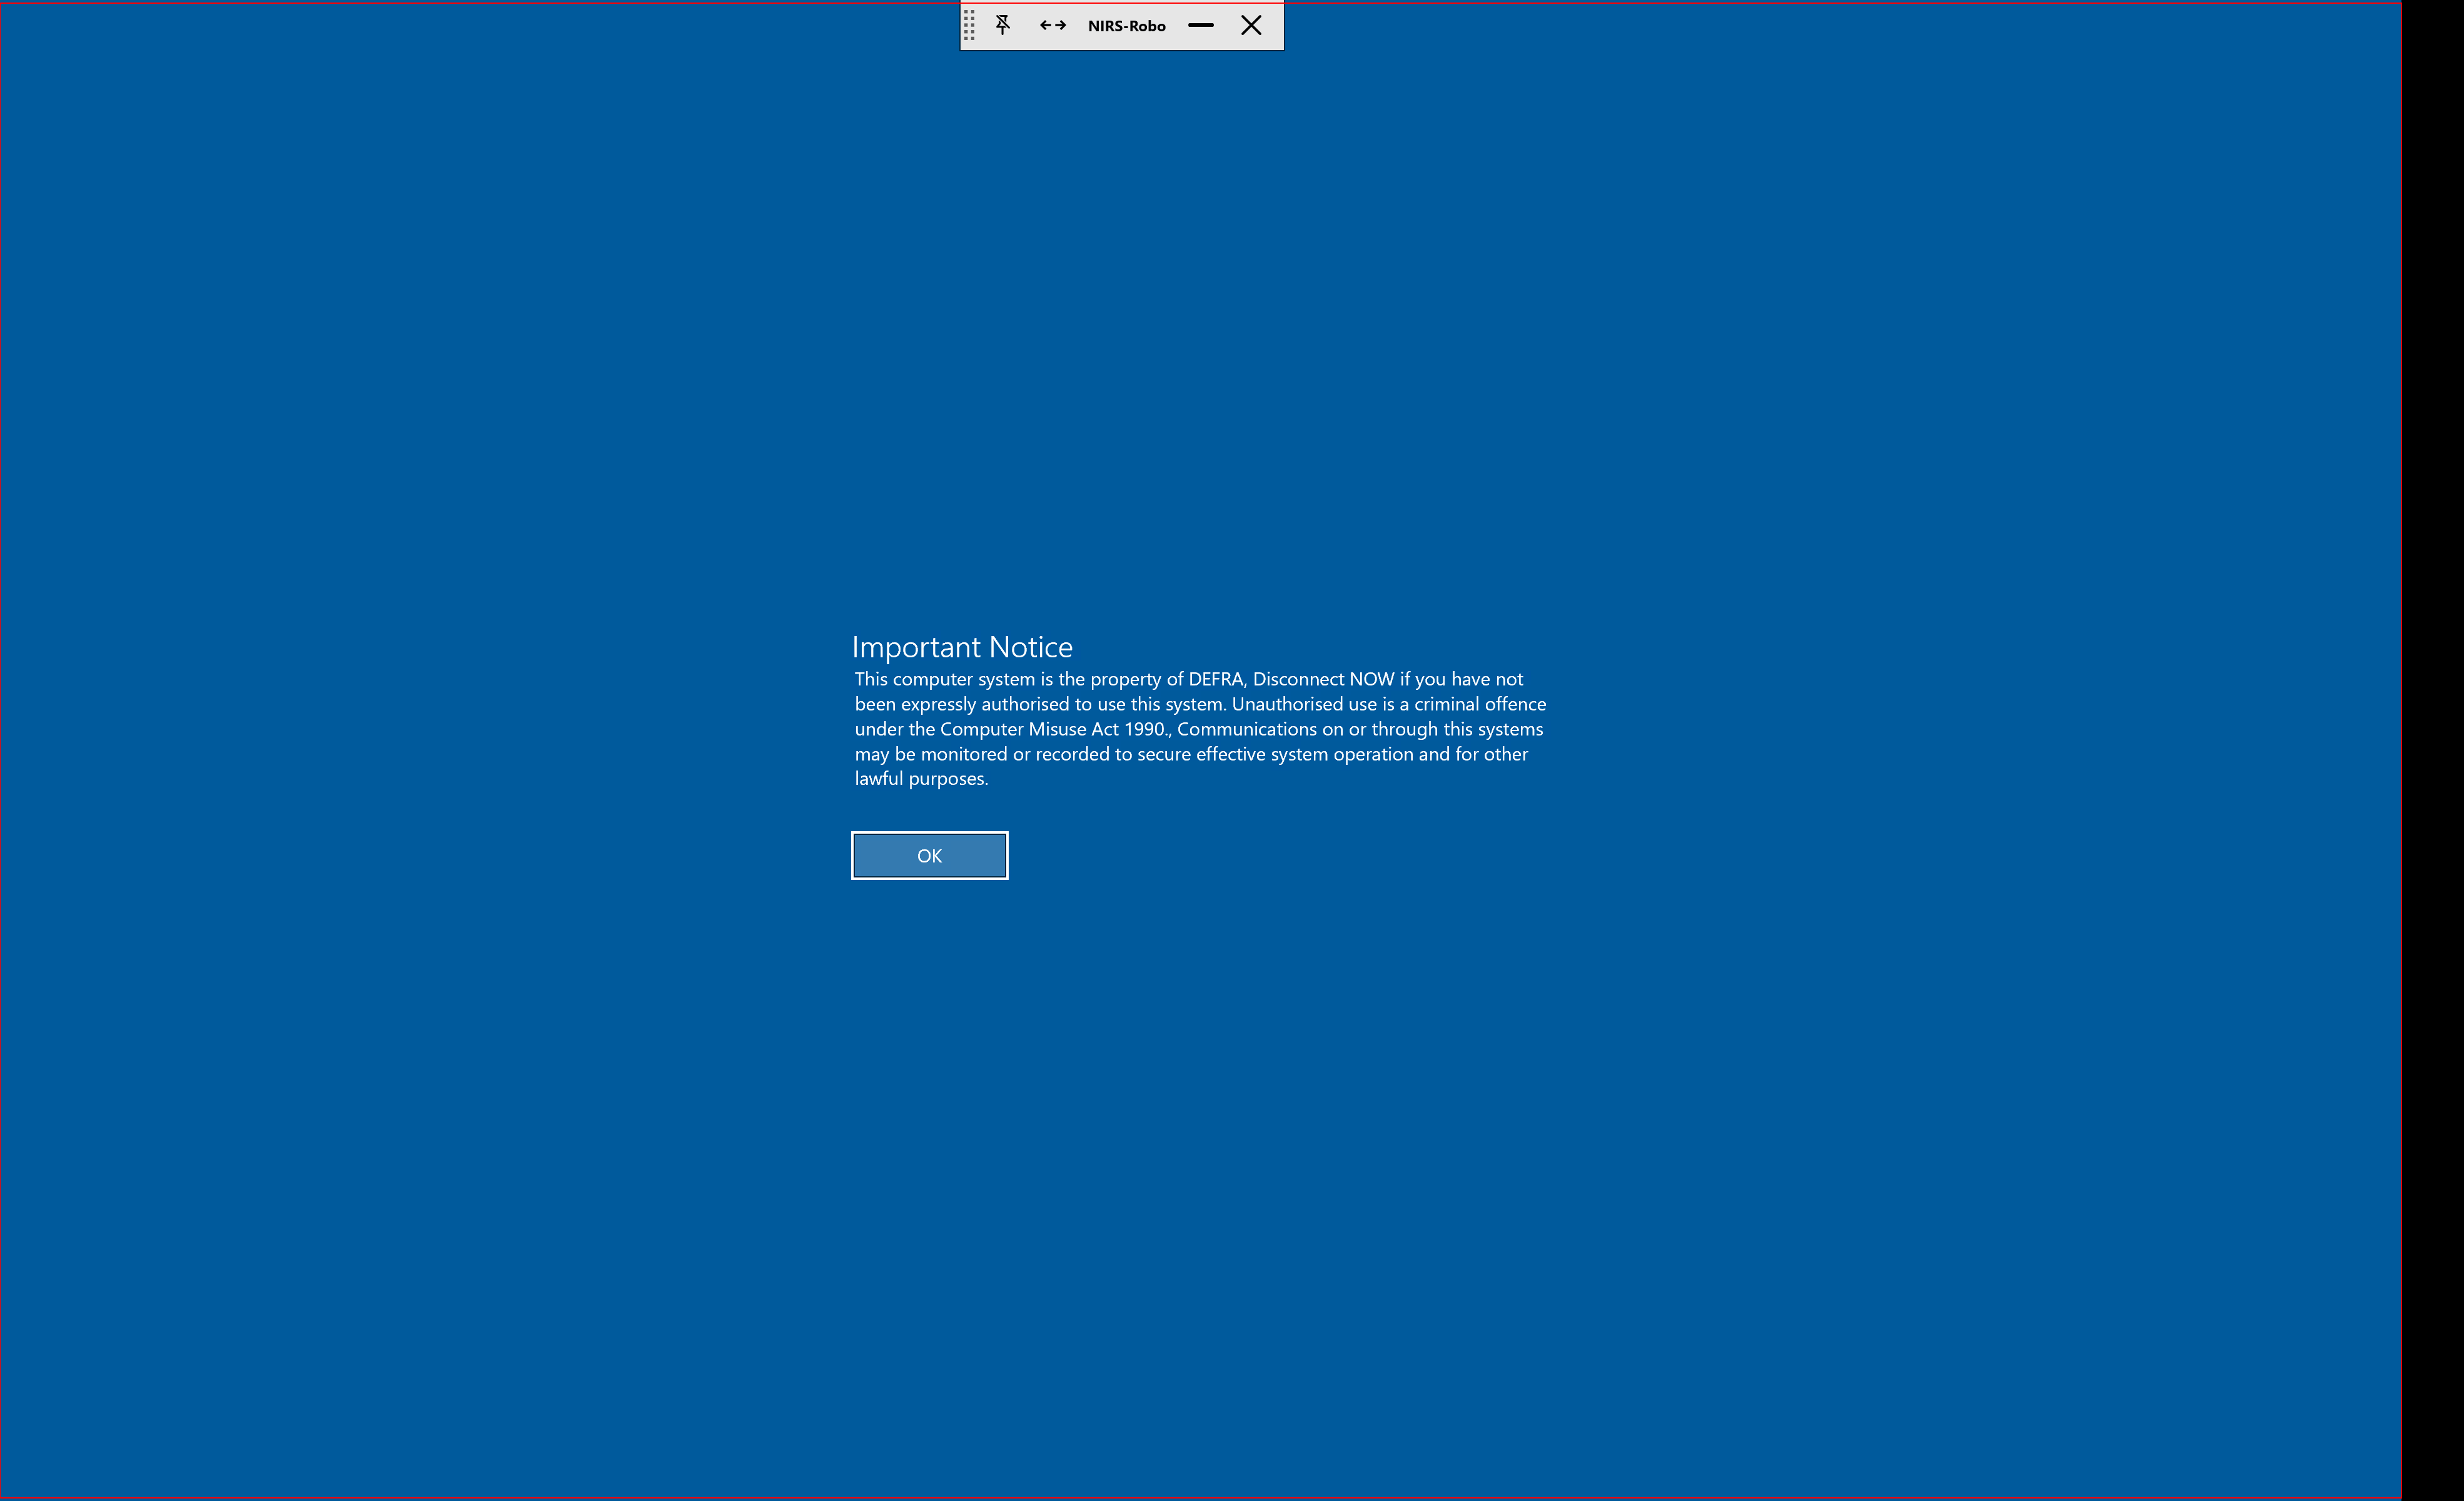 NIRS-Robo
Important Notice
This computer system is the property of DEFRA, Disconnect NOW if you have not
been expressly authorised to use this system. Unauthorised use is a criminal offence
under the Computer Misuse Act 1990., Communications on or through this systems
may be monitored or recorded to secure effective system operation and for other
lawful purposes.
OK